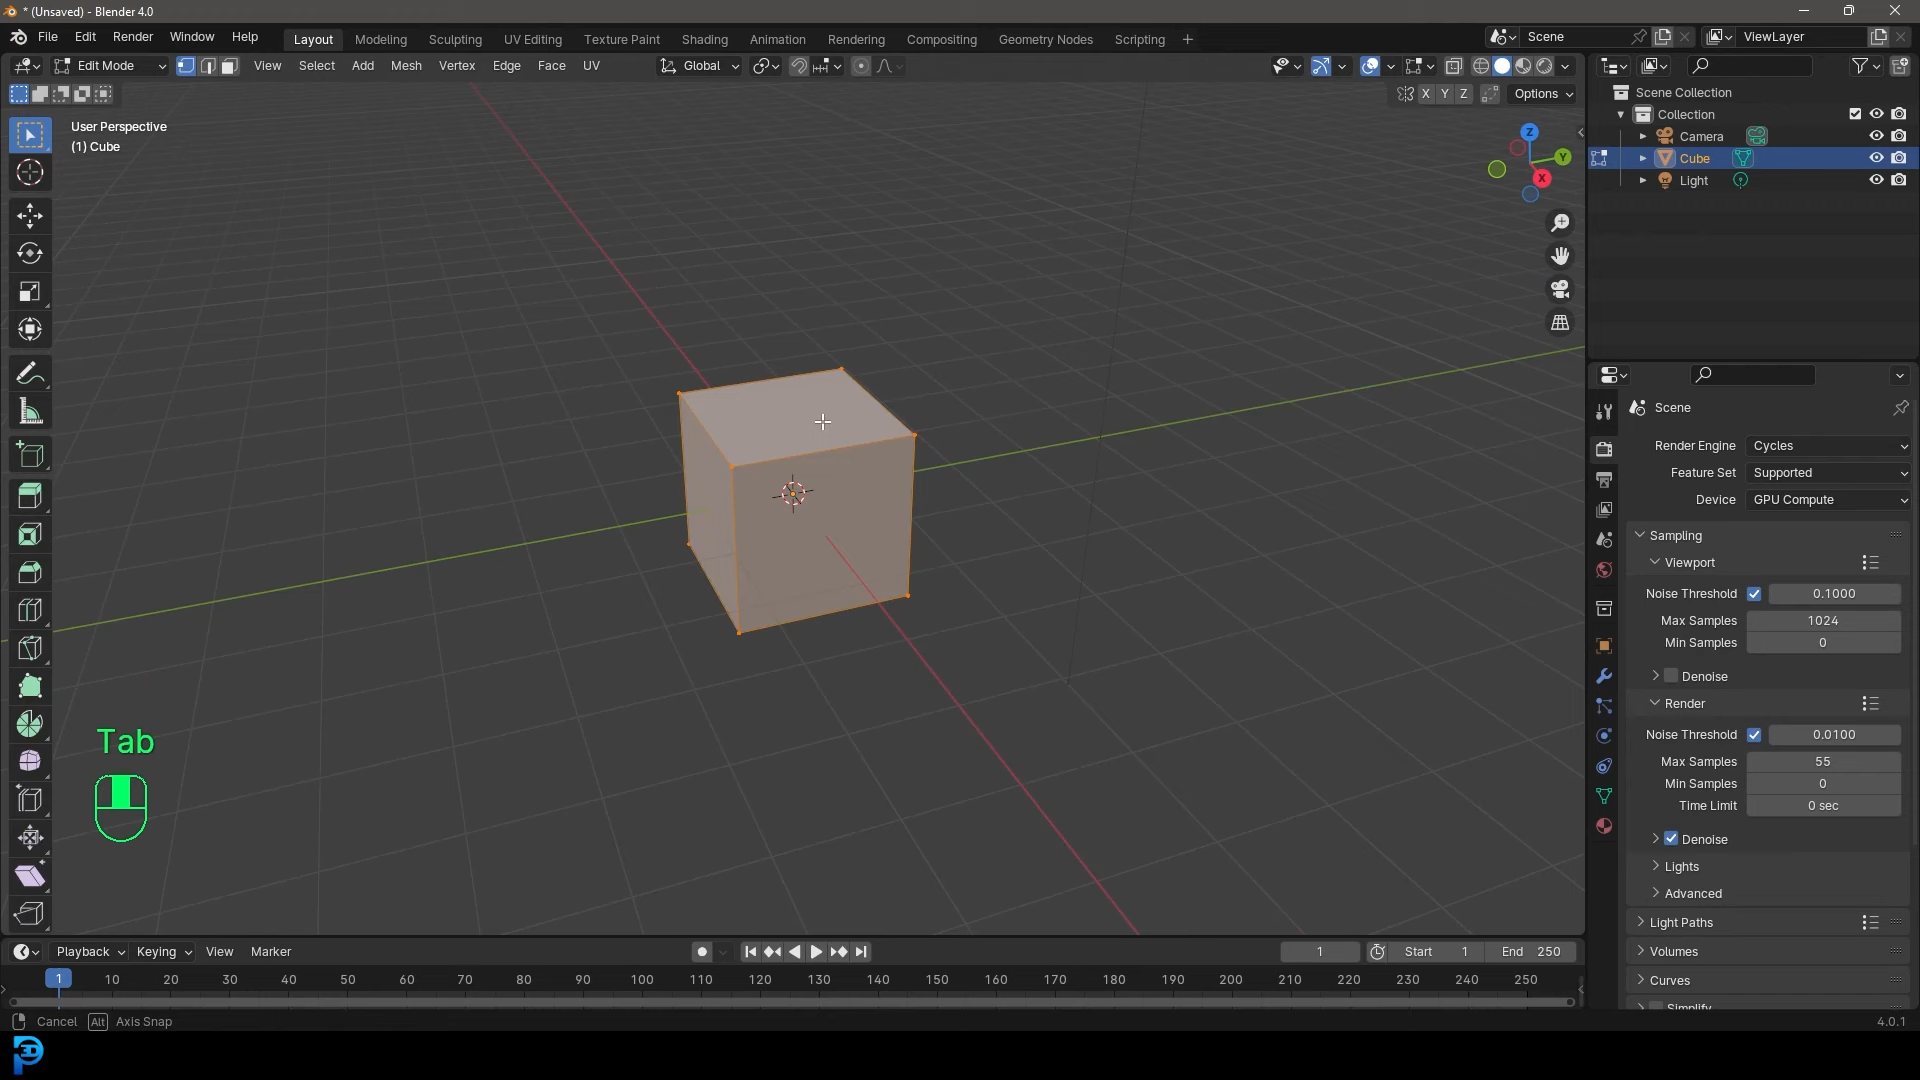 * (Unsaved) - Blender 4.0
File Edit Render Window Help Layout Modeling Sculpting UV Editing Texture Paint Shading Animation Rendering Compositing Geometry Nodes Scripting + Scene ViewLayer
Edit Mode View Select Add Mesh Vertex Edge Face UV Global
X Y Z Options
User Perspective
(1) Cube
Z
Y
X
Scene Collection
Collection
Camera
Cube
Light
Scene
Render Engine Cycles
Feature Set Supported
Device GPU Compute
Sampling
Viewport
Noise Threshold 0.1000
Max Samples 1024
Min Samples 0
Denoise
Render
Noise Threshold 0.0100
Max Samples 55
Min Samples 0
Time Limit 0 sec
Denoise
Lights
Advanced
Light Paths
Volumes
Curves
Simplify
Tab
Playback Keying View Marker 1 Start 1 End 250
1 10 20 30 40 50 60 70 80 90 100 110 120 130 140 150 160 170 180 190 200 210 220 230 240 250
Cancel Alt Axis Snap 4.0.1